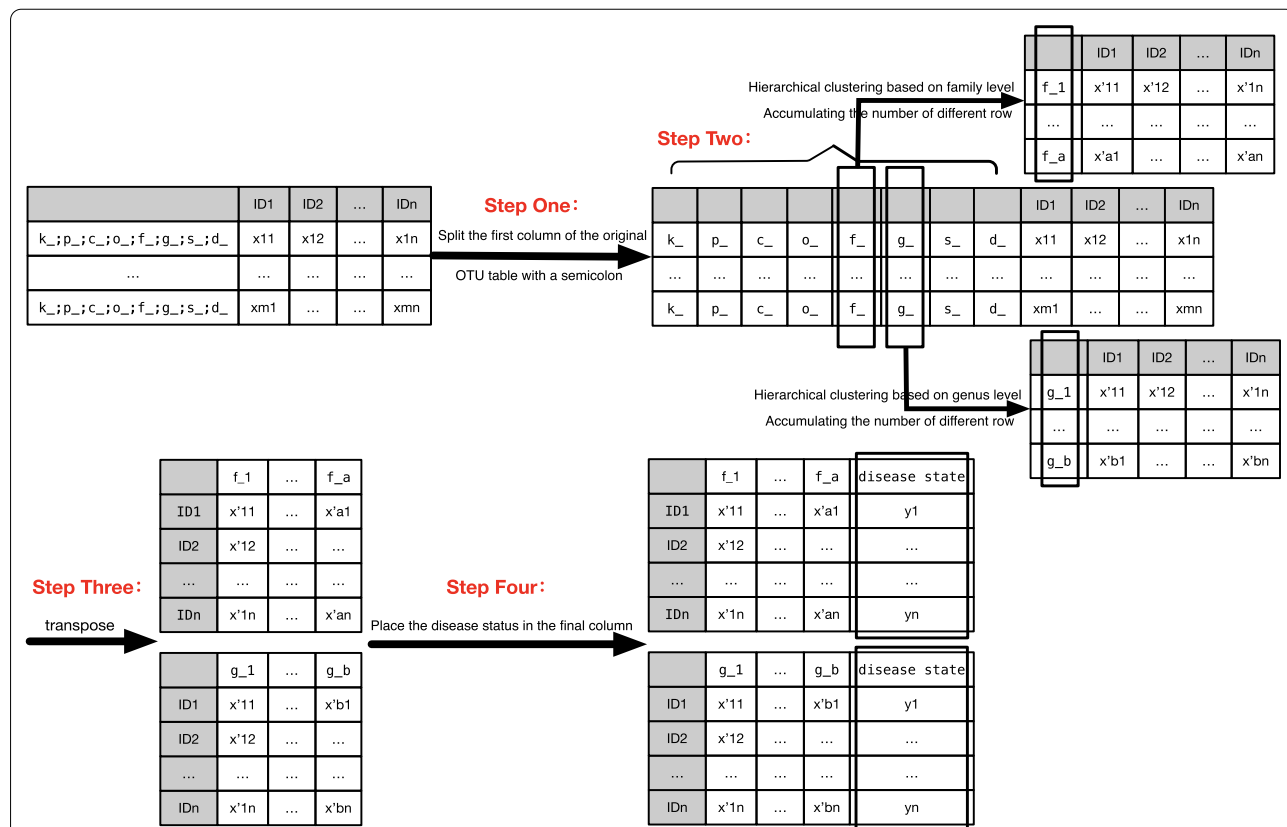 ID1 ID2 ... IDn
f_1 x'11 x'12 ... x'1n
... ... ... ... ...
f_a x'a1 ... ... x'an
Hierarchical clustering based on family level
Accumulating the number of different row
Step Two:
ID1 ID2 ... IDn
k_;p_;c_;o_;f_;g_;s_;d_ x11 x12 ... x1n
... ... ... ... ...
k_;p_;c_;o_;f_;g_;s_;d_ xm1 ... ... xmn
Step One:
Split the first column of the original
OTU table with a semicolon
ID1 ID2 ... IDn
k_ p_ c_ o_ f_ g_ s_ d_ x11 x12 ... x1n
... ... ... ... ... ... ... ... ... ... ... ...
k_ p_ c_ o_ f_ g_ s_ d_ xm1 ... ... xmn
Hierarchical clustering based on genus level
Accumulating the number of different row
ID1 ID2 ... IDn
g_1 x'11 x'12 ... x'1n
... ... ... ... ...
g_b x'b1 ... ... x'bn
Step Three:
transpose
f_1 ... f_a
ID1 x'11 ... x'a1
ID2 x'12 ... ...
... ... ... ...
IDn x'1n ... x'an
g_1 ... g_b
ID1 x'11 ... x'b1
ID2 x'12 ... ...
... ... ... ...
IDn x'1n ... x'bn
Step Four:
Place the disease status in the final column
f_1 ... f_a disease state
ID1 x'11 ... x'a1 y1
ID2 x'12 ... ... ...
... ... ... ... ...
IDn x'1n ... x'an yn
g_1 ... g_b disease state
ID1 x'11 ... x'b1 y1
ID2 x'12 ... ... ...
... ... ... ... ...
IDn x'1n ... x'bn yn